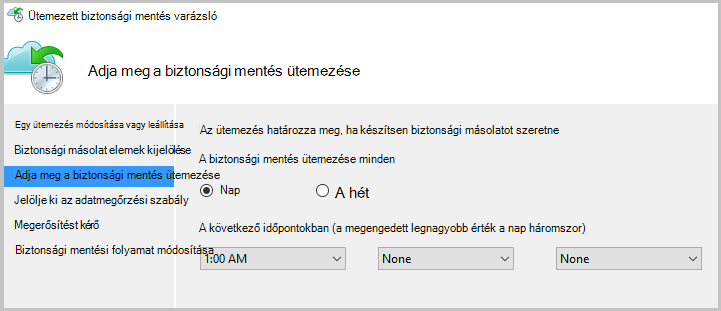 Ütemezett biztonsági mentés varázsló
Adja meg a biztonsági mentés ütemezése
Egy ütemezés módosítása vagy leállítása
Biztonsági másolat elemek kijelölése
Adja meg a biztonsági mentés ütemezése
Jelölje ki az adatmegőrzési szabály
Megerősítést kérő
Biztonsági mentési folyamat módosítása
Az ütemezés határozza meg, ha készítsen biztonsági másolatot szeretne
A biztonsági mentés ütemezése minden
Nap
A hét
A következő időpontokban (a megengedett legnagyobb érték a nap háromszor)
1:00 AM
None
None